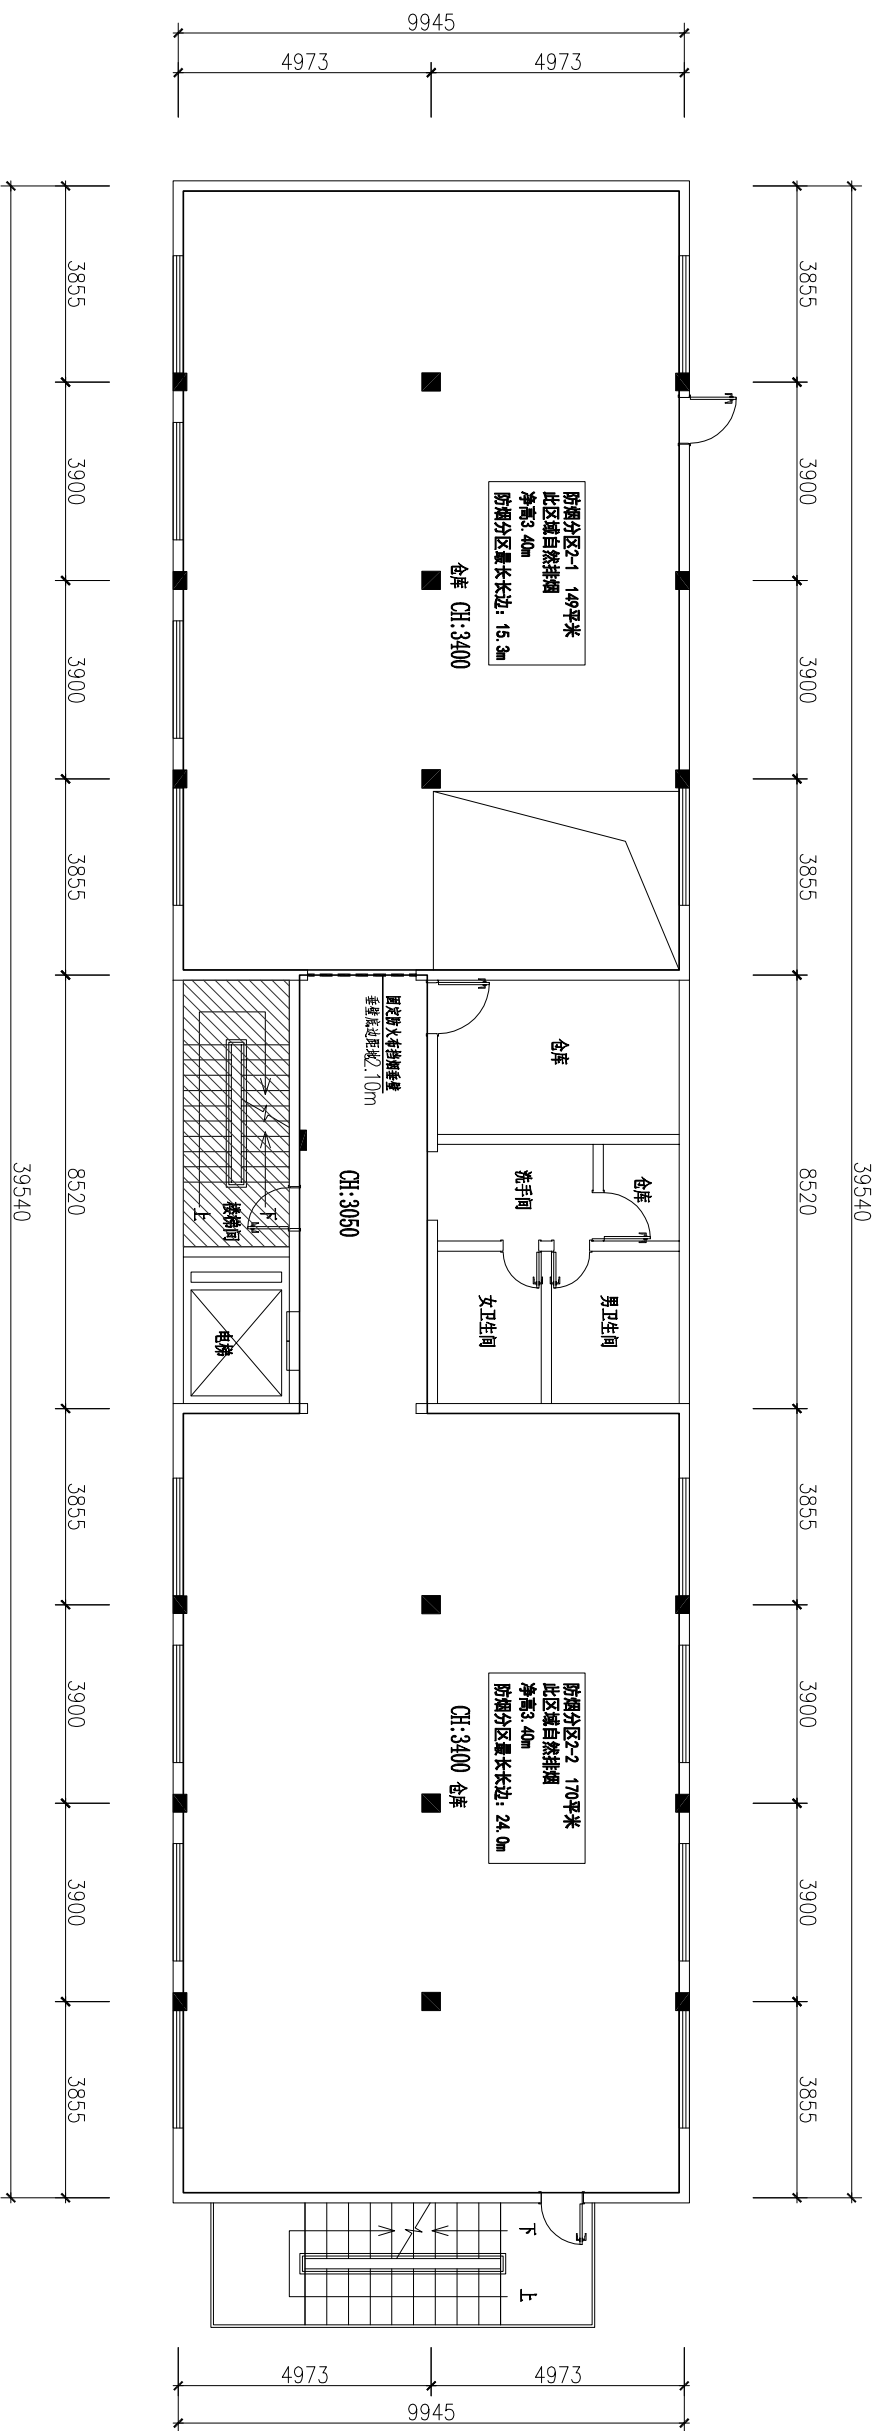 9945
4973
4973
39540
3855
3900
3900
3855
8520
3855
3900
3900
3855
39540
3855
3900
3900
3855
8520
3855
3900
3900
3855
防烟分区2-1 149平米
此区域自然排烟
净高3.40m
防烟分区最长长边：15.3m
仓库 CH:3400
固定防火布挡烟垂壁
垂壁底边距地2.10m
仓库
CH:3050
洗手间
仓库
上
下
楼梯间
女卫生间
男卫生间
电梯
防烟分区2-2 170平米
此区域自然排烟
净高3.40m
防烟分区最长长边：24.0m
CH:3400 仓库
下
上
4973
4973
9945